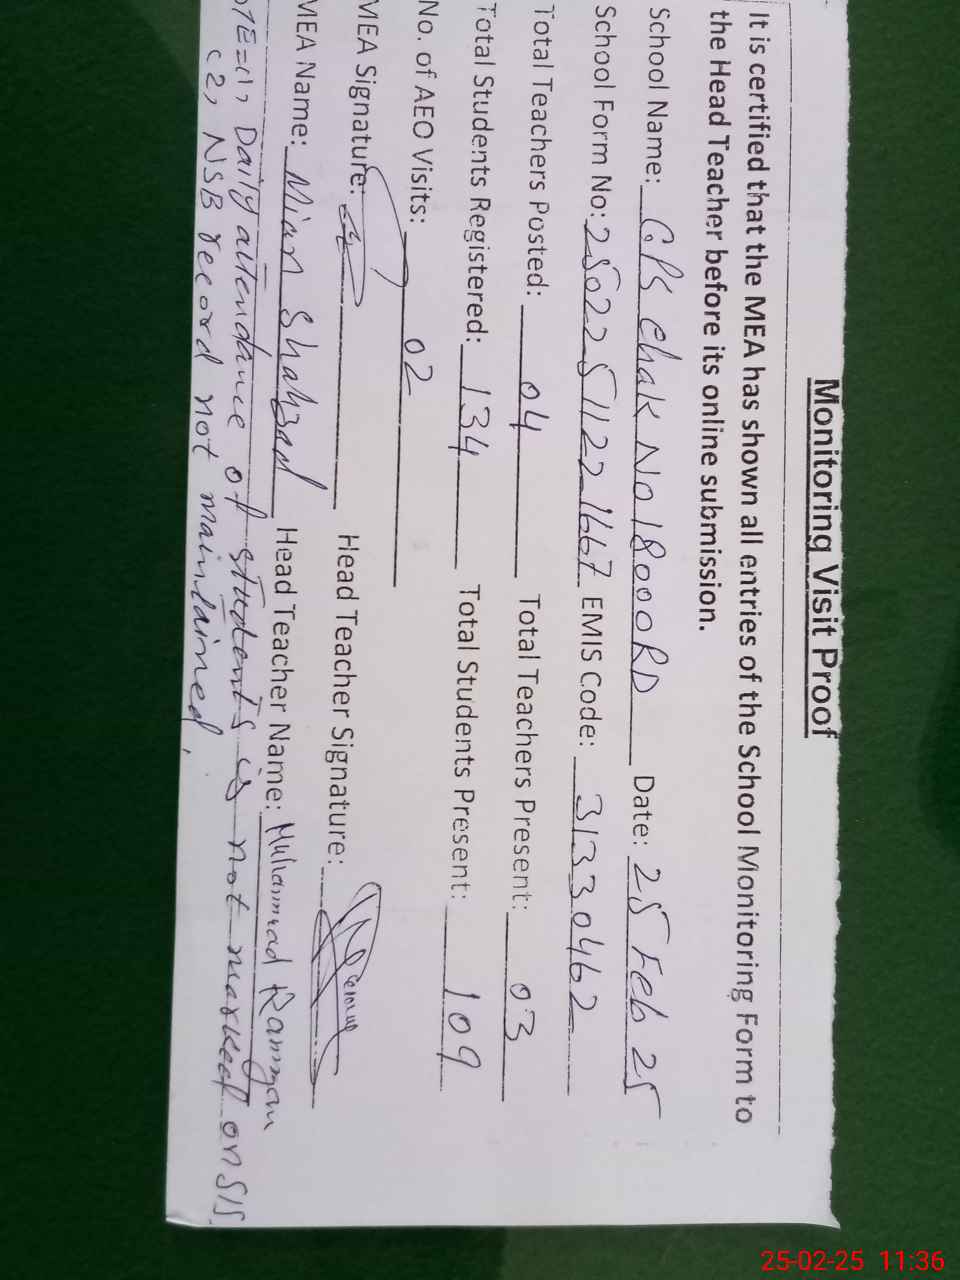 Monitoring Visit Proof
It is certified that the MEA has shown all entries of the School Monitoring Form to
the Head Teacher before its online submission.
School Name: GPS Chak No 18000RD Date: 25 Feb 25
School Form No: 25022511221667 EMIS Code: 31330462
Total Teachers Posted: 04 Total Teachers Present: 03
Total Students Registered: 134 Total Students Present: 109
No. of AEO Visits: 02
MEA Signature: Head Teacher Signature:
MEA Name: Mian Shahzad Head Teacher Name: Muhammad Ramzan
OTE=(1) Daily attendance of students is not marked on SIS.
(2) NSB record not maintained.
25-02-25 11:36